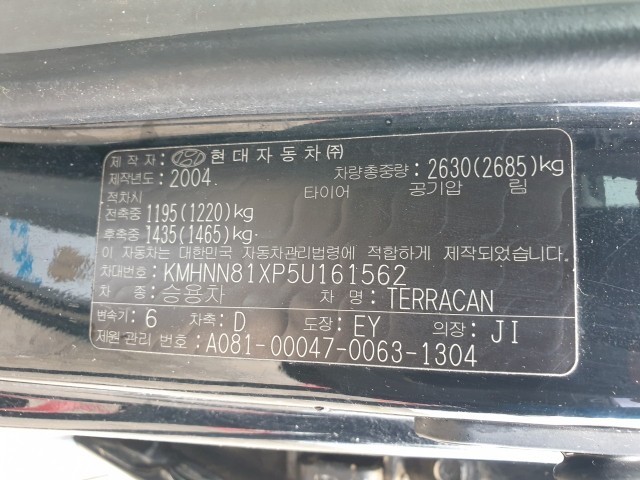 제 작 자: 현대자동차㈜
제작년도: 2004. 차량총중량: 2630(2685)kg
적차시 타이어 공기압 림
전축중 1195(1220)kg
후축중 1435(1465)kg.
이 자동차는 대한민국 자동차관리법령에 적합하게 제작되었습니다.
차대번호: KMHNN81XP5U161562
차 종: 승용차 차 명: TERRACAN
변속기: 6 차축: D 도장: EY 의장: JI
제원 관리 번호: A081-00047-0063-1304